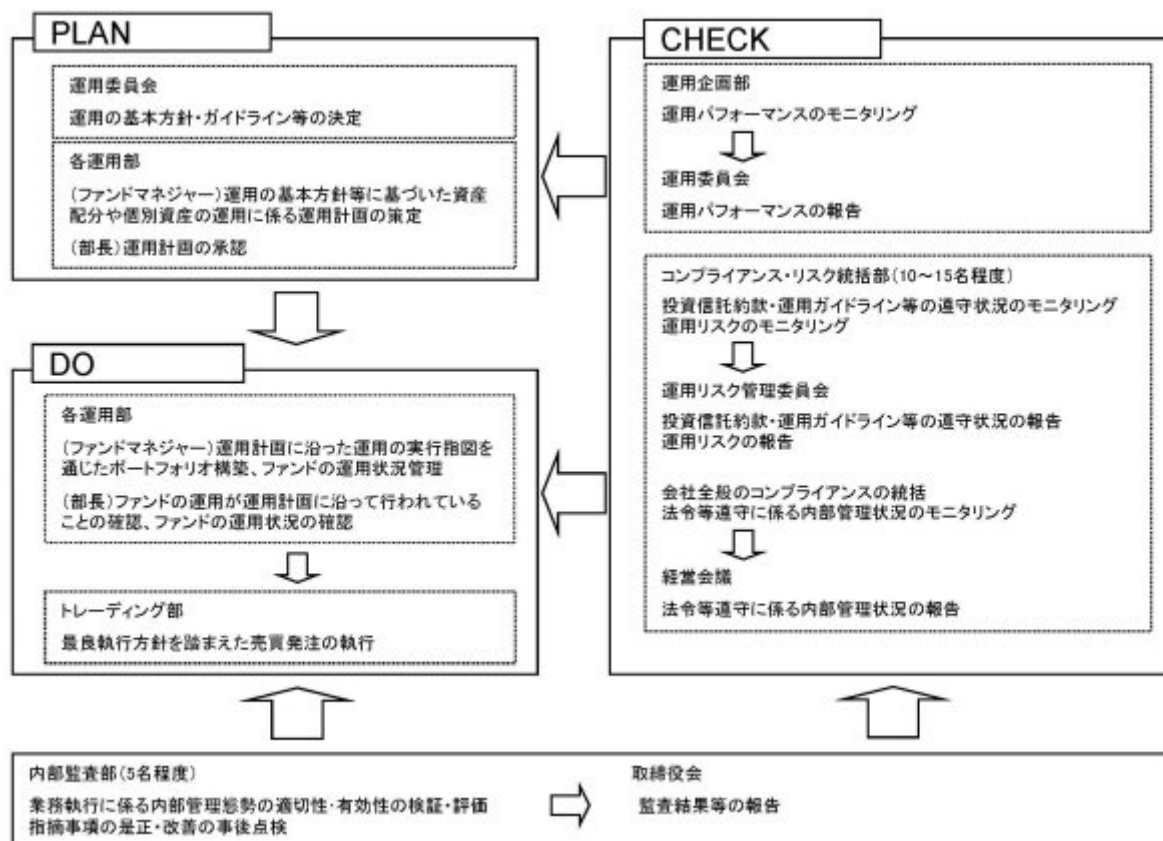 PLAN
運用委員会
運用の基本方針・ガイドライン等の決定
各運用部
(ファンドマネジャー)運用の基本方針等に基づいた資産
配分や個別資産の運用に係る運用計画の策定
(部長)運用計画の承認
DO
各運用部
(ファンドマネジャー)運用計画に沿った運用の実行指図を
通じたポートフォリオ構築、ファンドの運用状況管理
(部長)ファンドの運用が運用計画に沿って行われている
ことの確認、ファンドの運用状況の確認
トレーディング部
最良執行方針を踏まえた売買発注の執行
CHECK
運用企画部
運用パフォーマンスのモニタリング
運用委員会
運用パフォーマンスの報告
コンプライアンス・リスク統括部(10~15名程度)
投資信託約款・運用ガイドライン等の遵守状況のモニタリング
運用リスクのモニタリング
運用リスク管理委員会
投資信託約款・運用ガイドライン等の遵守状況の報告
運用リスクの報告
会社全般のコンプライアンスの統括
法令等遵守に係る内部管理状況のモニタリング
経営会議
法令等遵守に係る内部管理状況の報告
内部監査部(5名程度)
業務執行に係る内部管理態勢の適切性・有効性の検証・評価
指摘事項の是正・改善の事後点検
取締役会
監査結果等の報告